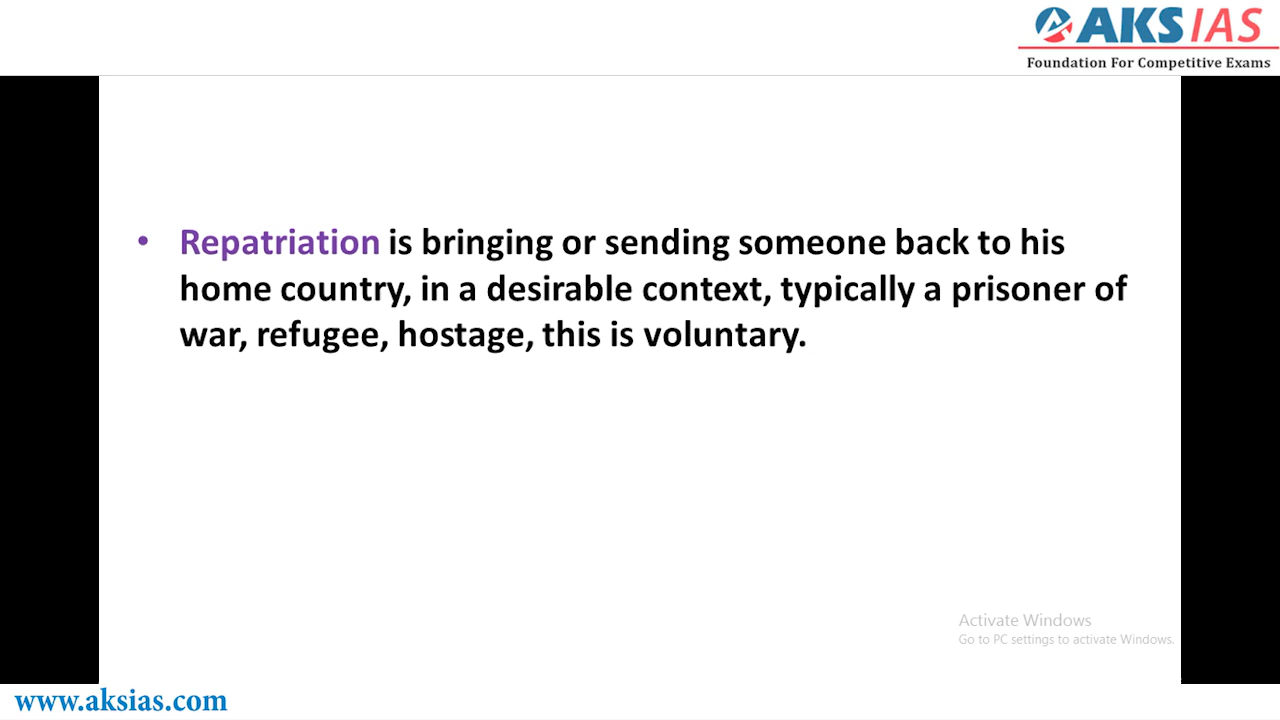 AKS IAS
Foundation For Competitive Exams
• Repatriation is bringing or sending someone back to his
home country, in a desirable context, typically a prisoner of
war, refugee, hostage, this is voluntary.
Activate Windows
Go to PC settings to activate Windows.
www.aksias.com